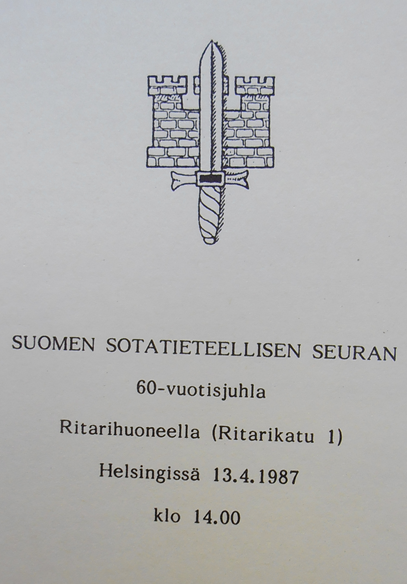 SUOMEN SOTATIETEELLISEN SEURAN
60-vuotisjuhla
Ritarihuoneella (Ritarikatu 1)
Helsingissä 13.4.1987
klo 14.00